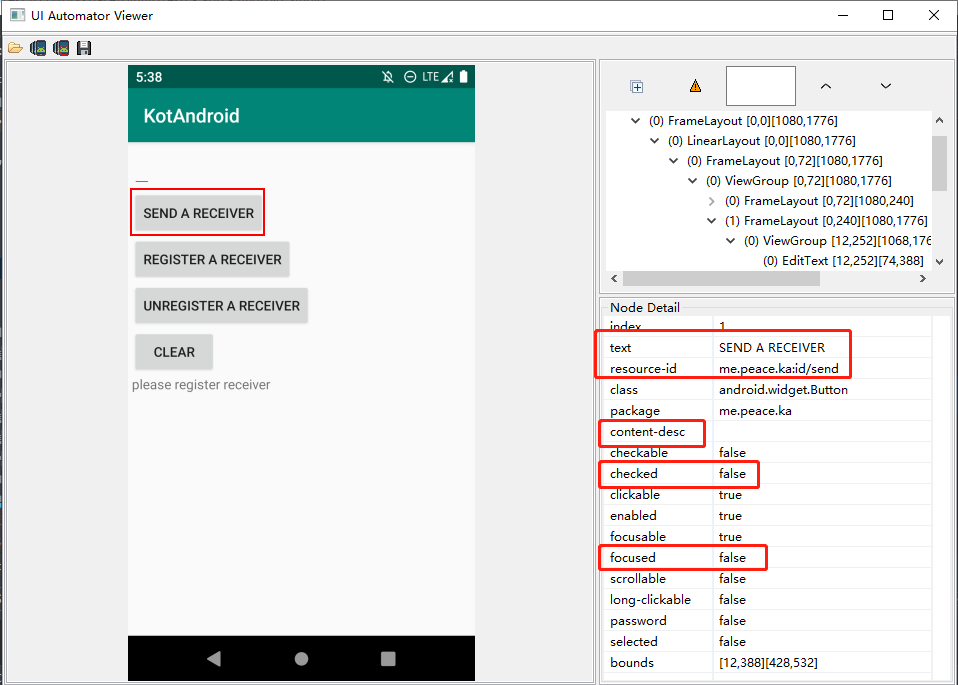 UI Automator Viewer
5:38
LTE
KotAndroid
SEND A RECEIVER
REGISTER A RECEIVER
UNREGISTER A RECEIVER
CLEAR
please register receiver
(0) FrameLayout [0,0][1080,1776]
(0) LinearLayout [0,0][1080,1776]
(0) FrameLayout [0,72][1080,1776]
(0) ViewGroup [0,72][1080,1776]
(0) FrameLayout [0,72][1080,240]
(1) FrameLayout [0,240][1080,1776]
(0) ViewGroup [12,252][1068,176
(0) EditText [12,252][74,388]
Node Detail
index 1
text SEND A RECEIVER
resource-id me.peace.ka:id/send
class android.widget.Button
package me.peace.ka
content-desc
checkable false
checked false
clickable true
enabled true
focusable true
focused false
scrollable false
long-clickable false
password false
selected false
bounds [12,388][428,532]